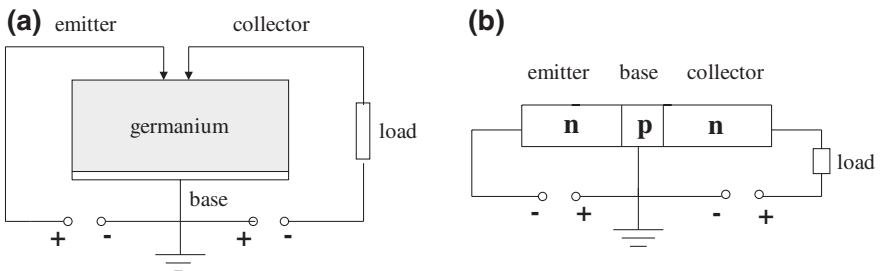 (a)
emitter collector
germanium
load
base
+ - + -
(b)
emitter base collector
n p n
load
- + - +